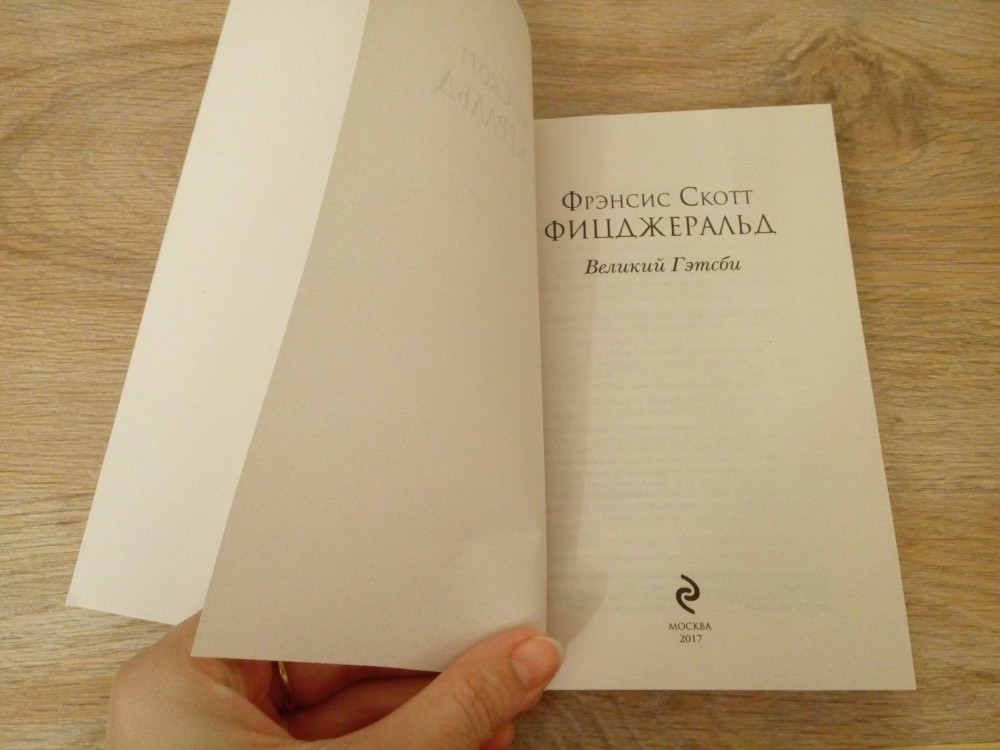 Фрэнсис Скотт
ФИЦДЖЕРАЛЬД
Великий Гэтсби
МОСКВА
2017